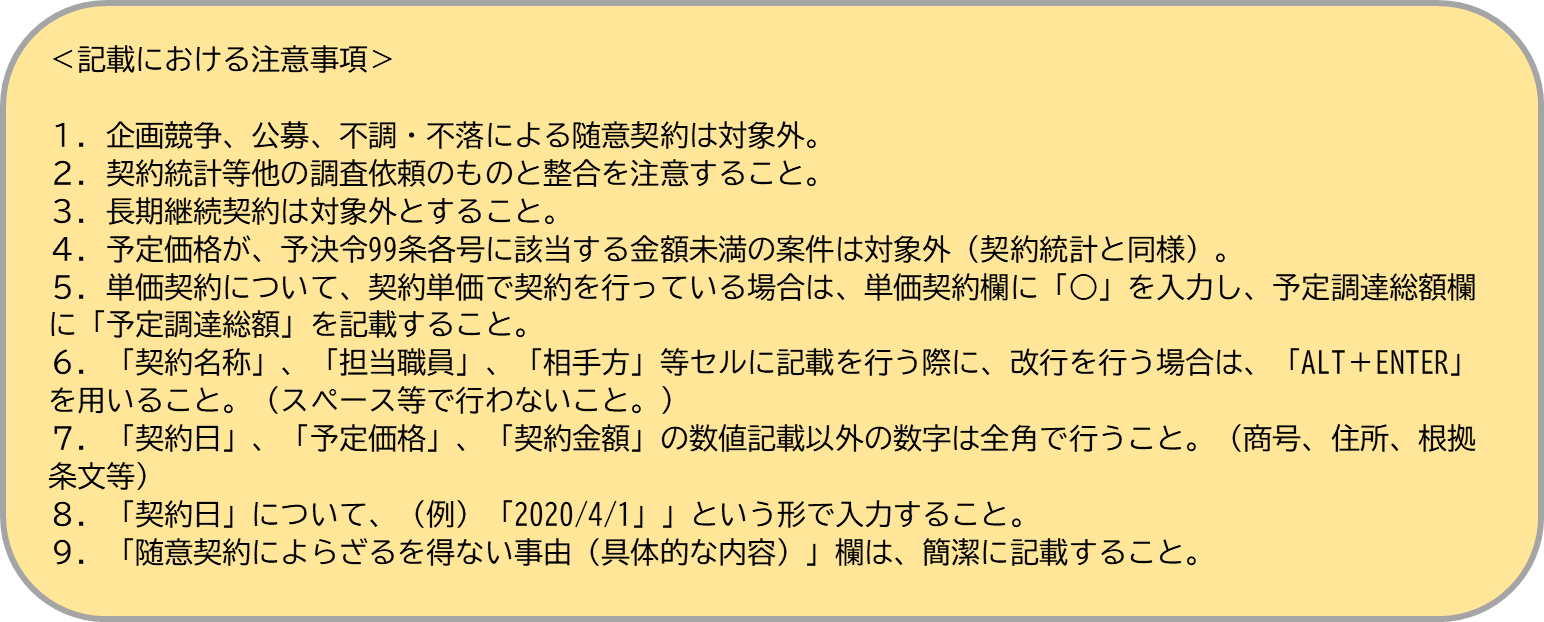 ＜記載における注意事項＞
１．企画競争、公募、不調・不落による随意契約は対象外。
２．契約統計等他の調査依頼のものと整合を注意すること。
３．長期継続契約は対象外とすること。
４．予定価格が、予決令99条各号に該当する金額未満の案件は対象外（契約統計と同様）。
５．単価契約について、契約単価で契約を行っている場合は、単価契約欄に「〇」を入力し、予定調達総額欄
に「予定調達総額」を記載すること。
６．「契約名称」、「担当職員」、「相手方」等セルに記載を行う際に、改行を行う場合は、「ALT＋ENTER」
を用いること。（スペース等で行わないこと。）
７．「契約日」、「予定価格」、「契約金額」の数値記載以外の数字は全角で行うこと。（商号、住所、根拠
条文等）
８．「契約日」について、（例）「2020/4/1」」という形で入力すること。
９．「随意契約によらざるを得ない事由（具体的な内容）」欄は、簡潔に記載すること。